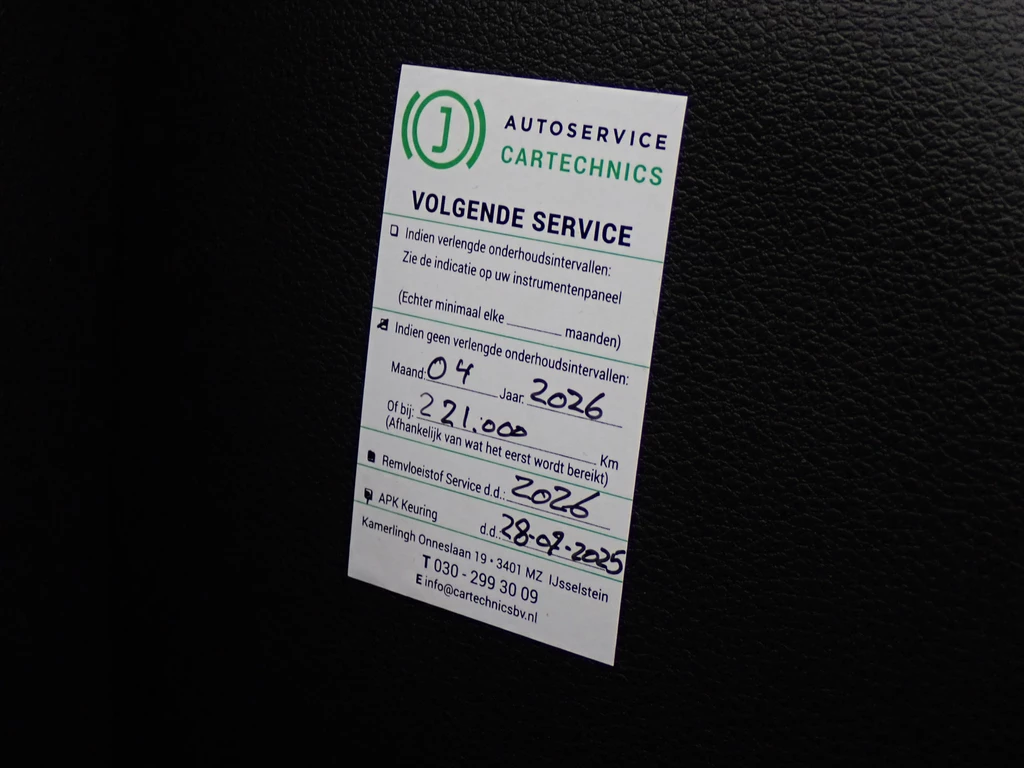 J AUTOSERVICE
CARTECHNICS
VOLGENDE SERVICE
Indien verlengde onderhoudsintervallen:
Zie de indicatie op uw instrumentenpaneel
(Echter minimaal elke ________ maanden)
Indien geen verlengde onderhoudsintervallen:
Maand: 04 Jaar: 2026
Of bij: 221.000 Km
(Afhankelijk van wat het eerst wordt bereikt)
Remvloeistof Service d.d.: 2026
APK Keuring d.d.: 28-07-2025
Kamerlingh Onneslaan 19 • 3401 MZ IJsselstein
T 030 - 299 30 09
E info@cartechnicsbv.nl